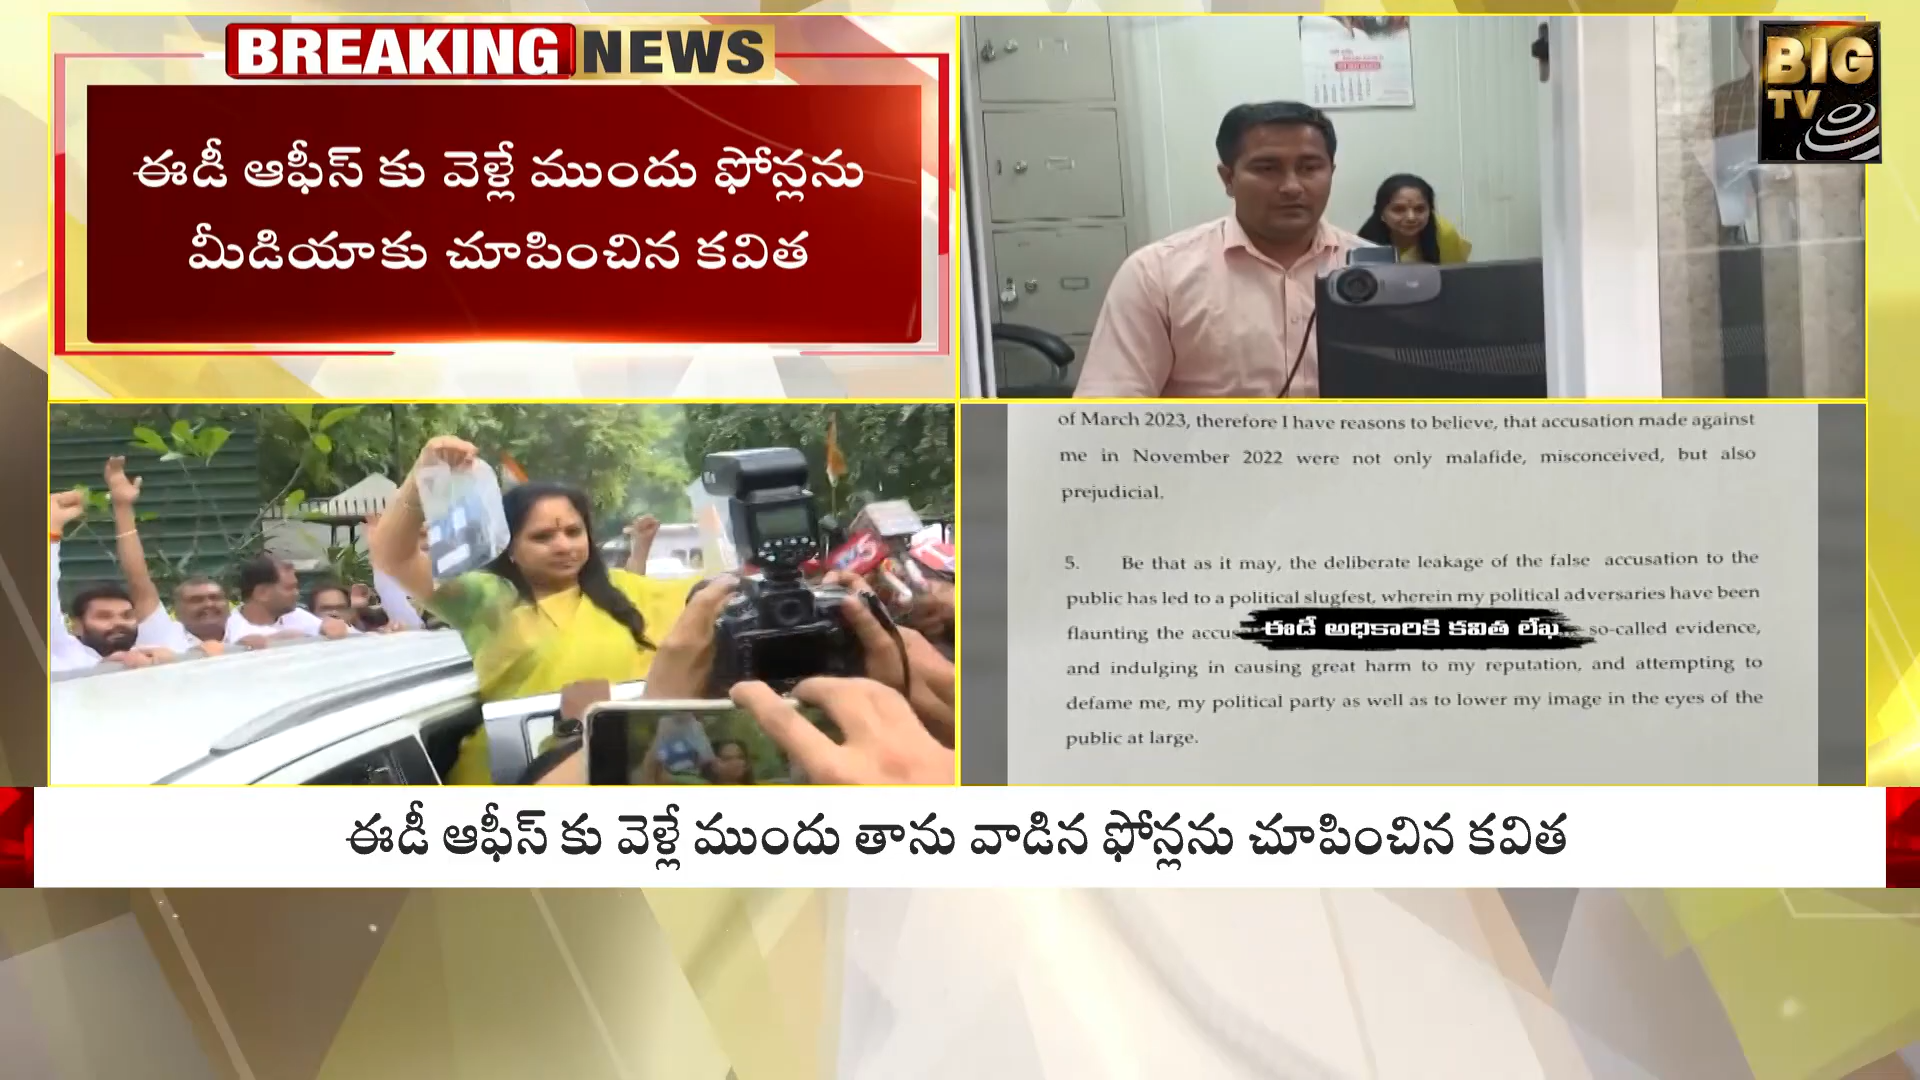 BREAKING NEWS
ఈడీ ఆఫీస్ కు వెళ్లే ముందు ఫోన్లను
మీడియాకు చూపించిన కవిత
BIG
TV
of March 2023, therefore I have reasons to believe, that accusation made against
me in November 2022 were not only malafide, misconceived, but also
prejudicial.
5. Be that as it may, the deliberate leakage of the false accusation to the
public has led to a political slugfest, wherein my political adversaries have been
flaunting the accus
ఈడీ అధికారికి కవిత లేఖ
so-called evidence,
and indulging in causing great harm to my reputation, and attempting to
defame me, my political party as well as to lower my image in the eyes of the
public at large.
ఈడీ ఆఫీస్ కు వెళ్లే ముందు తాను వాడిన ఫోన్లను చూపించిన కవిత